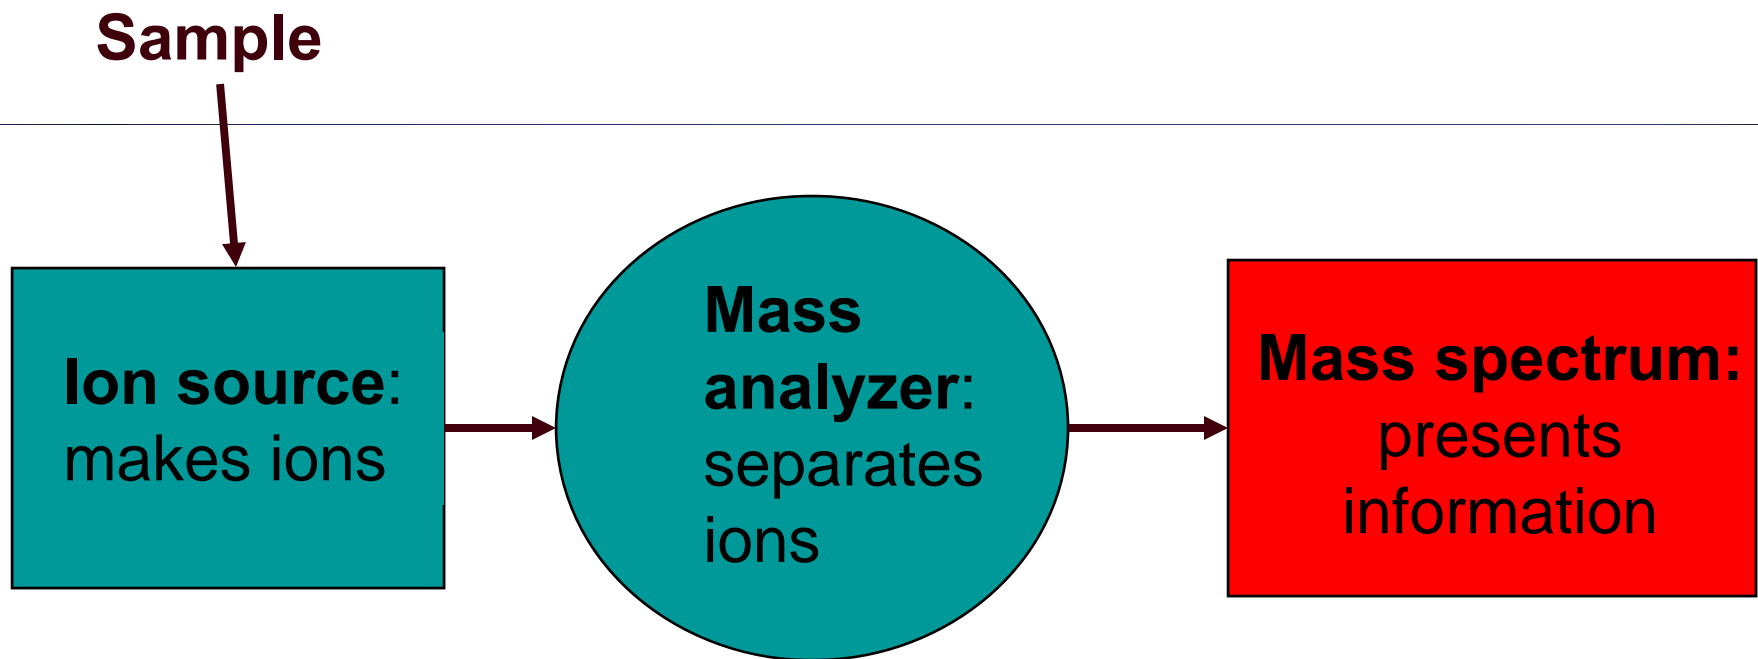 Sample
Ion source:
makes ions
Mass
analyzer:
separates
ions
Mass spectrum:
presents
information